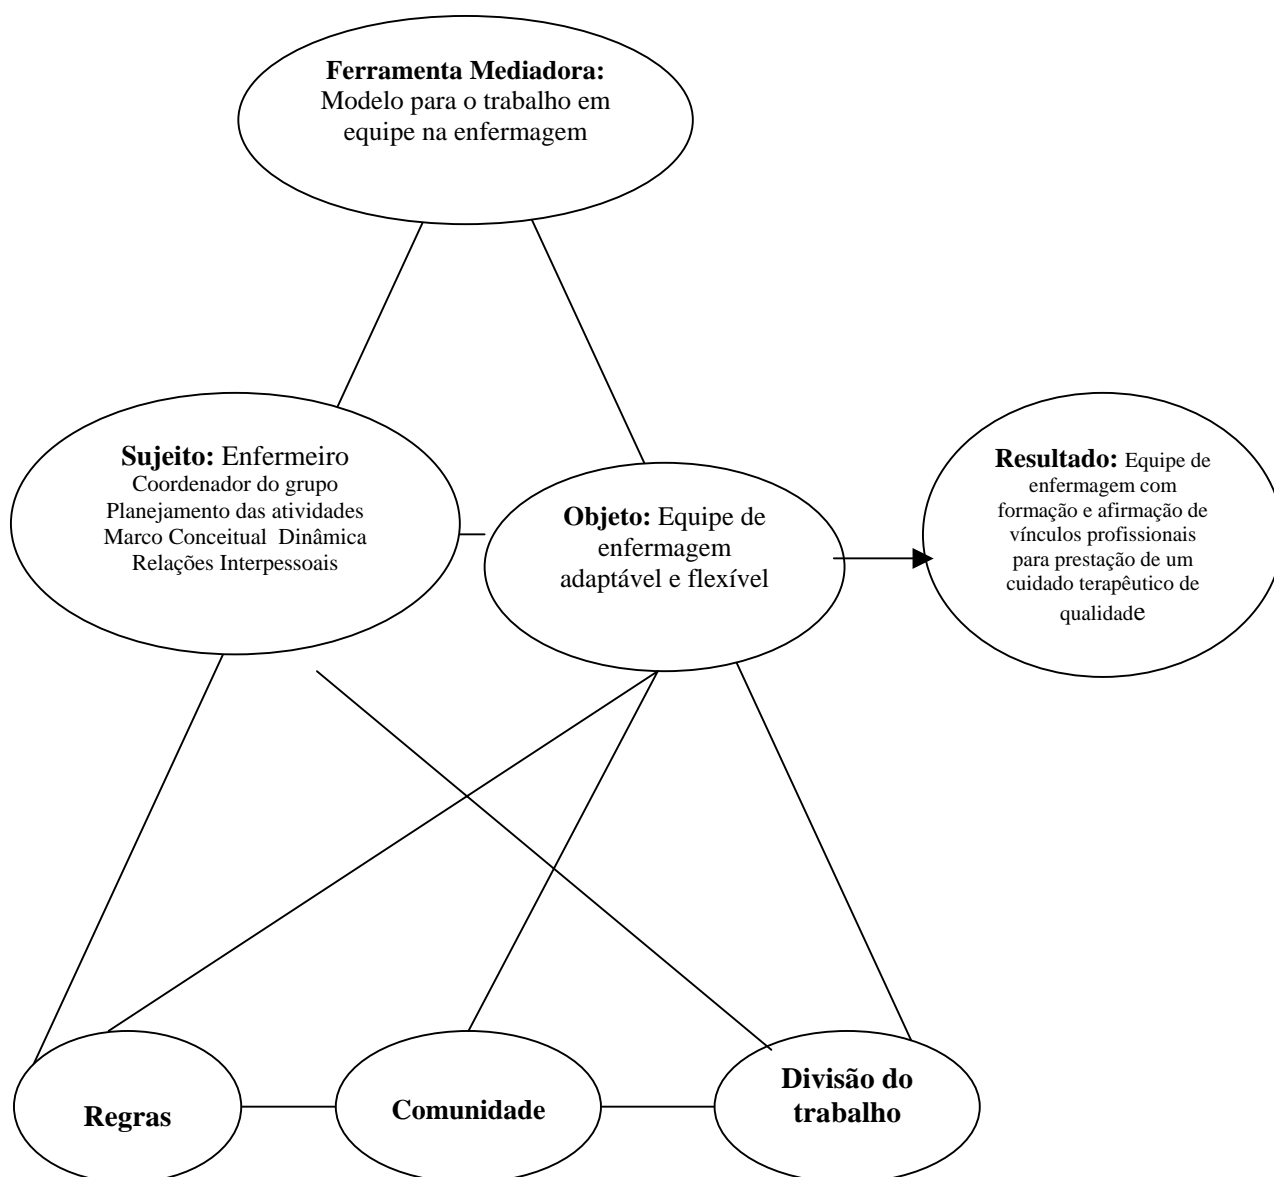 Ferramenta Mediadora:
Modelo para o trabalho em
equipe na enfermagem
Sujeito: Enfermeiro
Coordenador do grupo
Planejamento das atividades
Marco Conceitual Dinâmica
Relações Interpessoais
Objeto: Equipe de
enfermagem
adaptável e flexível
Resultado: Equipe de
enfermagem com
formação e afirmação de
vínculos profissionais
para prestação de um
cuidado terapêutico de
qualidade
Regras
Comunidade
Divisão do
trabalho